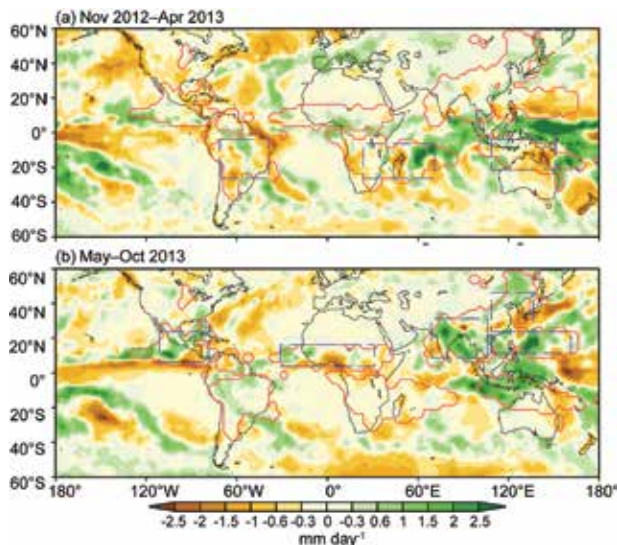 (a) Nov 2012–Apr 2013
60°N
40°N
20°N
0°
20°S
40°S
60°S
(b) May–Oct 2013
60°N
40°N
20°N
0°
20°S
40°S
60°S
180° 120°W 60°W 0° 60°E 120°E 180°
-2.5 -2 -1.5 -1 -0.6 -0.3 0 -0.3 0.6 1 1.5 2 2.5
mm day⁻¹